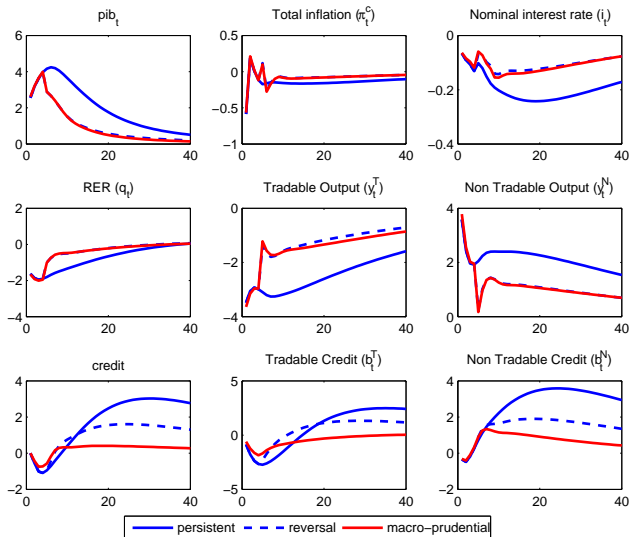 pib_t
Total inflation (π_t^c)
Nominal interest rate (i_t)
6
4
2
0
0 20 40
0.5
0
−0.5
−1
0 20 40
0
−0.2
−0.4
0 20 40
RER (q_t)
Tradable Output (y_t^T)
Non Tradable Output (y_t^N)
2
0
−2
−4
0 20 40
0
−2
−4
0 20 40
4
2
0
0 20 40
credit
Tradable Credit (b_t^T)
Non Tradable Credit (b_t^N)
4
2
0
−2
0 20 40
5
0
−5
0 20 40
4
2
0
−2
0 20 40
persistent reversal macro−prudential